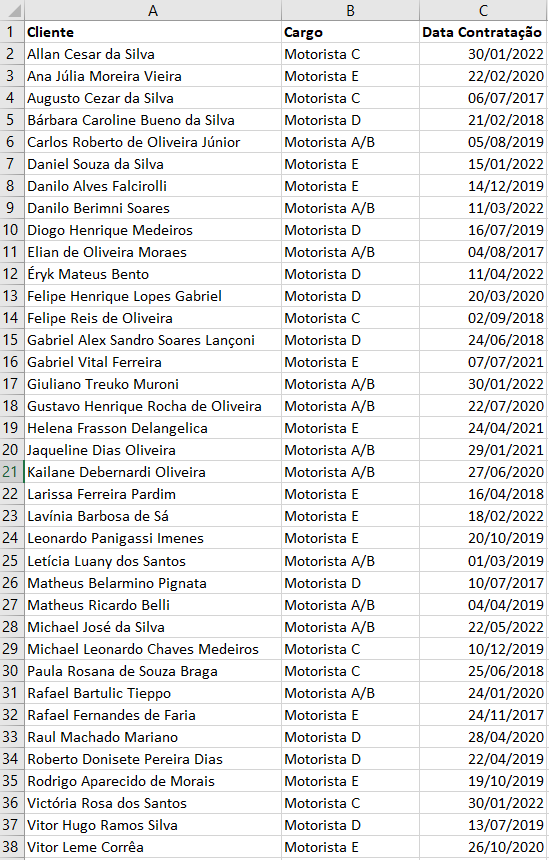 A B C
1 Cliente Cargo Data Contratação
2 Allan Cesar da Silva Motorista C 30/01/2022
3 Ana Júlia Moreira Vieira Motorista E 22/02/2020
4 Augusto Cezar da Silva Motorista C 06/07/2017
5 Bárbara Caroline Bueno da Silva Motorista D 21/02/2018
6 Carlos Roberto de Oliveira Júnior Motorista A/B 05/08/2019
7 Daniel Souza da Silva Motorista E 15/01/2022
8 Danilo Alves Falcirolli Motorista E 14/12/2019
9 Danilo Berimni Soares Motorista A/B 11/03/2022
10 Diogo Henrique Medeiros Motorista D 16/07/2019
11 Elian de Oliveira Moraes Motorista A/B 04/08/2017
12 Éryk Mateus Bento Motorista D 11/04/2022
13 Felipe Henrique Lopes Gabriel Motorista D 20/03/2020
14 Felipe Reis de Oliveira Motorista C 02/09/2018
15 Gabriel Alex Sandro Soares Lançoni Motorista D 24/06/2018
16 Gabriel Vital Ferreira Motorista E 07/07/2021
17 Giuliano Treuko Muroni Motorista A/B 30/01/2022
18 Gustavo Henrique Rocha de Oliveira Motorista A/B 22/07/2020
19 Helena Frasson Delangelica Motorista E 24/04/2021
20 Jaqueline Dias Oliveira Motorista A/B 29/01/2021
21 Kailane Debernardi Oliveira Motorista A/B 27/06/2020
22 Larissa Ferreira Pardim Motorista E 16/04/2018
23 Lavínia Barbosa de Sá Motorista E 18/02/2022
24 Leonardo Panigassi Imenes Motorista E 20/10/2019
25 Letícia Luany dos Santos Motorista A/B 01/03/2019
26 Matheus Belarmino Pignata Motorista D 10/07/2017
27 Matheus Ricardo Belli Motorista A/B 04/04/2019
28 Michael José da Silva Motorista A/B 22/05/2022
29 Michael Leonardo Chaves Medeiros Motorista C 10/12/2019
30 Paula Rosana de Souza Braga Motorista C 25/06/2018
31 Rafael Bartulic Tieppo Motorista A/B 24/01/2020
32 Rafael Fernandes de Faria Motorista E 24/11/2017
33 Raul Machado Mariano Motorista D 28/04/2020
34 Roberto Donisete Pereira Dias Motorista D 22/04/2019
35 Rodrigo Aparecido de Morais Motorista E 19/10/2019
36 Victória Rosa dos Santos Motorista C 30/01/2022
37 Vitor Hugo Ramos Silva Motorista D 13/07/2019
38 Vitor Leme Corrêa Motorista E 26/10/2020